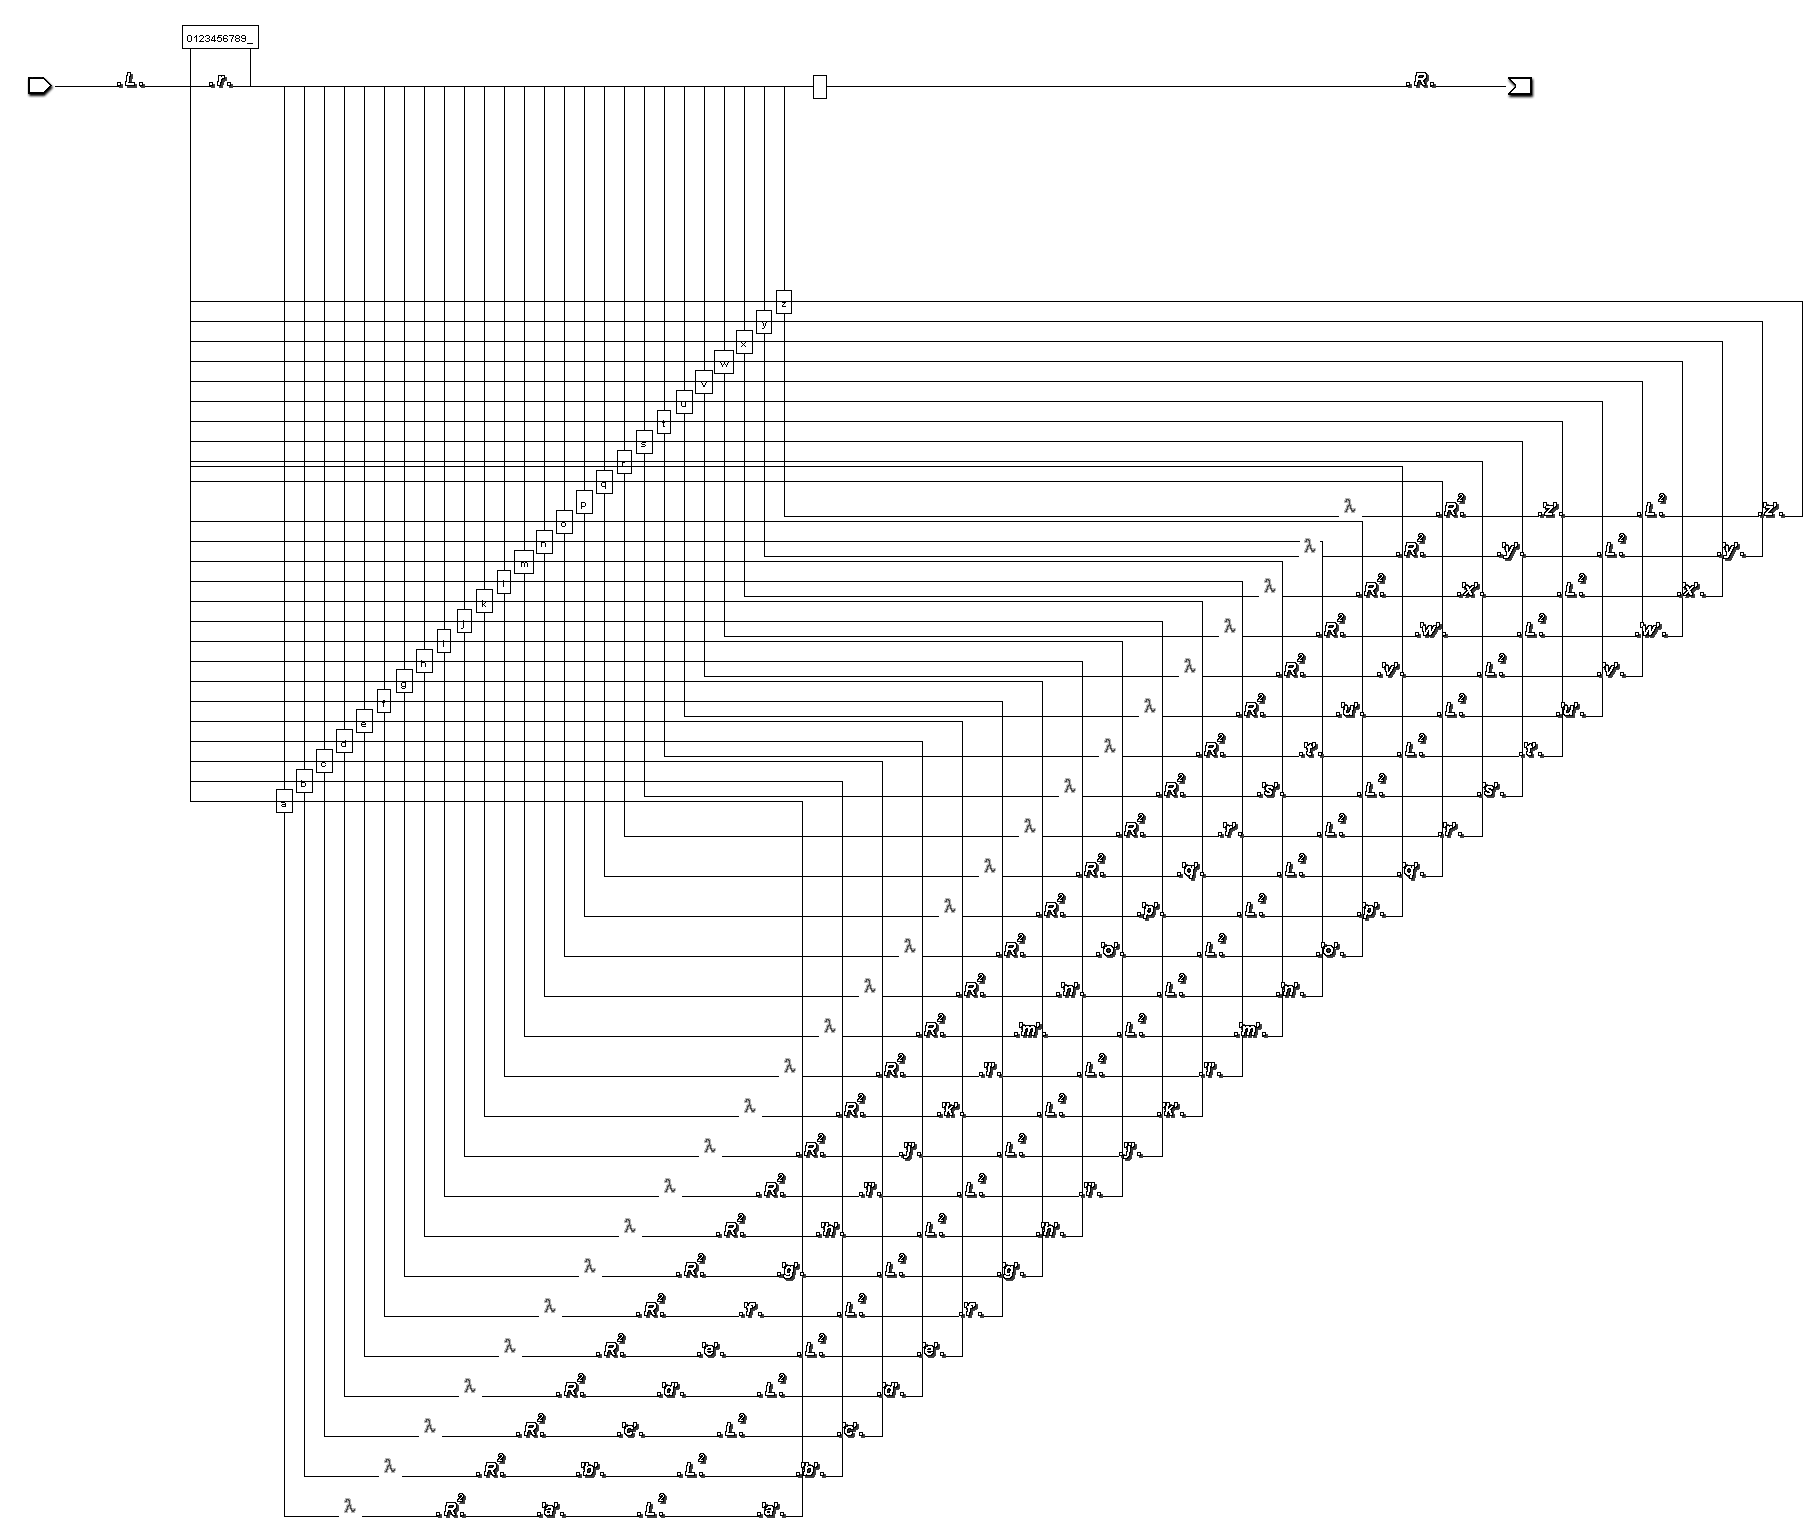 0123456789_
.L. .r. .R.
z
y
x
w
v
u
t
s
r
q
p
o
n
m
l
k
j
i
h
g
f
e
d
c
b
a
λ .R². .'z'. .L². .'z'.
λ .R². .'y'. .L². .'y'.
λ .R². .'x'. .L². .'x'.
λ .R². .'w'. .L². .'w'.
λ .R². .'v'. .L². .'v'.
λ .R². .'u'. .L². .'u'.
λ .R². .'t'. .L². .'t'.
λ .R². .'s'. .L². .'s'.
λ .R². .'r'. .L². .'r'.
λ .R². .'q'. .L². .'q'.
λ .R². .'p'. .L². .'p'.
λ .R². .'o'. .L². .'o'.
λ .R². .'n'. .L². .'n'.
λ .R². .'m'. .L². .'m'.
λ .R². .'l'. .L². .'l'.
λ .R². .'k'. .L². .'k'.
λ .R². .'j'. .L². .'j'.
λ .R². .'i'. .L². .'i'.
λ .R². .'h'. .L². .'h'.
λ .R². .'g'. .L². .'g'.
λ .R². .'f'. .L². .'f'.
λ .R². .'e'. .L². .'e'.
λ .R². .'d'. .L². .'d'.
λ .R². .'c'. .L². .'c'.
λ .R². .'b'. .L². .'b'.
λ .R². .'a'. .L². .'a'.